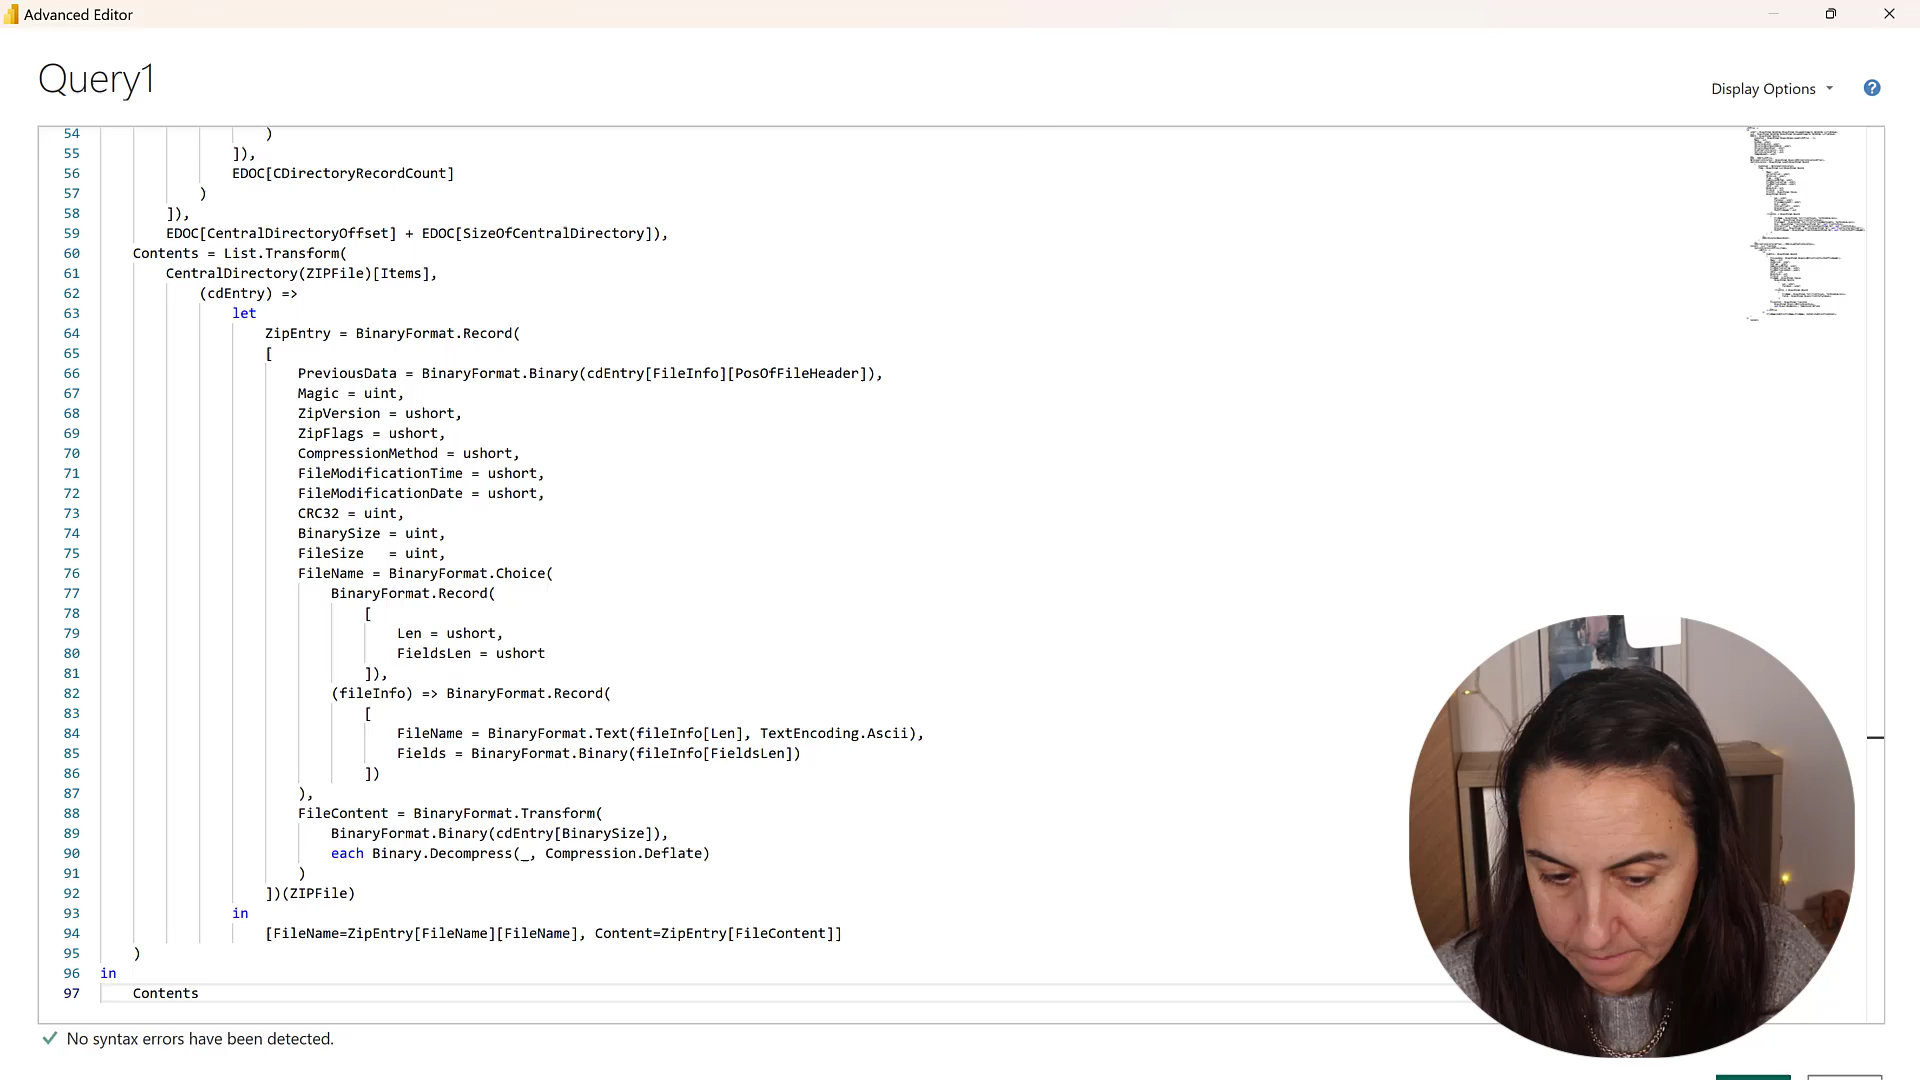 Advanced Editor
Query1
Display Options
?
54 )
55 ]),
56 EDOC[CDirectoryRecordCount]
57 )
58 ]),
59 EDOC[CentralDirectoryOffset] + EDOC[SizeOfCentralDirectory]),
60 Contents = List.Transform(
61 CentralDirectory(ZIPFile)[Items],
62 (cdEntry) =>
63 let
64 ZipEntry = BinaryFormat.Record(
65 [
66 PreviousData = BinaryFormat.Binary(cdEntry[FileInfo][PosOfFileHeader]),
67 Magic = uint,
68 ZipVersion = ushort,
69 ZipFlags = ushort,
70 CompressionMethod = ushort,
71 FileModificationTime = ushort,
72 FileModificationDate = ushort,
73 CRC32 = uint,
74 BinarySize = uint,
75 FileSize   = uint,
76 FileName = BinaryFormat.Choice(
77 BinaryFormat.Record(
78 [
79 Len = ushort,
80 FieldsLen = ushort
81 ]),
82 (fileInfo) => BinaryFormat.Record(
83 [
84 FileName = BinaryFormat.Text(fileInfo[Len], TextEncoding.Ascii),
85 Fields = BinaryFormat.Binary(fileInfo[FieldsLen])
86 ])
87 ),
88 FileContent = BinaryFormat.Transform(
89 BinaryFormat.Binary(cdEntry[BinarySize]),
90 each Binary.Decompress(_, Compression.Deflate)
91 )
92 ])(ZIPFile)
93 in
94 [FileName=ZipEntry[FileName][FileName], Content=ZipEntry[FileContent]]
95 )
96 in
97 Contents
No syntax errors have been detected.